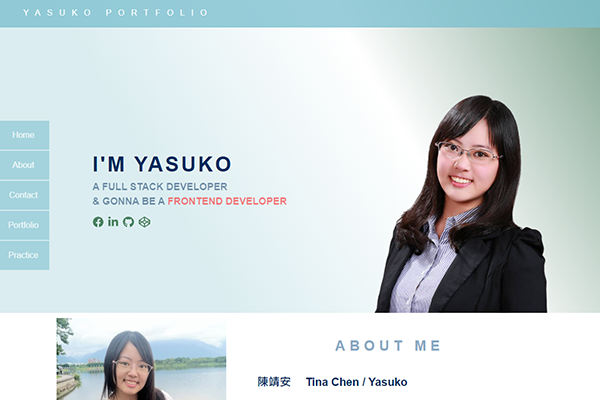 YASUKO PORTFOLIO
Home
About
Contact
Portfolio
Practice
I'M YASUKO
A FULL STACK DEVELOPER
& GONNA BE A FRONTEND DEVELOPER
ABOUT ME
陳靖安 Tina Chen / Yasuko